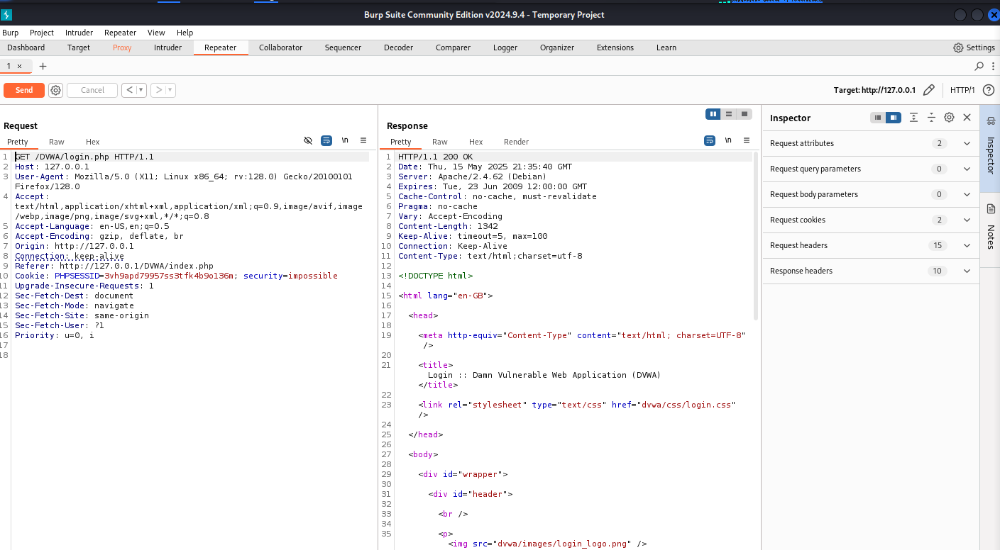 Burp Suite Community Edition v2024.9.4 - Temporary Project
Burp Project Intruder Repeater View Help
Dashboard Target Proxy Intruder Repeater Collaborator Sequencer Decoder Comparer Logger Organizer Extensions Learn Settings
1 × +
Send Cancel < > Target: http://127.0.0.1 HTTP/1 ?
Request
Pretty Raw Hex \n
1 GET /DVWA/login.php HTTP/1.1
2 Host: 127.0.0.1
3 User-Agent: Mozilla/5.0 (X11; Linux x86_64; rv:128.0) Gecko/20100101
Firefox/128.0
4 Accept:
text/html,application/xhtml+xml,application/xml;q=0.9,image/avif,image
/webp,image/png,image/svg+xml,*/*;q=0.8
5 Accept-Language: en-US,en;q=0.5
6 Accept-Encoding: gzip, deflate, br
7 Origin: http://127.0.0.1
8 Connection: keep-alive
9 Referer: http://127.0.0.1/DVWA/index.php
10 Cookie: PHPSESSID=3vh9apd79957ss3tfk4b9o136m; security=impossible
11 Upgrade-Insecure-Requests: 1
12 Sec-Fetch-Dest: document
13 Sec-Fetch-Mode: navigate
14 Sec-Fetch-Site: same-origin
15 Sec-Fetch-User: ?1
16 Priority: u=0, i
17
18
Response
Pretty Raw Hex Render \n
1 HTTP/1.1 200 OK
2 Date: Thu, 15 May 2025 21:35:40 GMT
3 Server: Apache/2.4.62 (Debian)
4 Expires: Tue, 23 Jun 2009 12:00:00 GMT
5 Cache-Control: no-cache, must-revalidate
6 Pragma: no-cache
7 Vary: Accept-Encoding
8 Content-Length: 1342
9 Keep-Alive: timeout=5, max=100
10 Connection: Keep-Alive
11 Content-Type: text/html;charset=utf-8
12
13 <!DOCTYPE html>
14
15 <html lang="en-GB">
16
17 <head>
18
19 <meta http-equiv="Content-Type" content="text/html; charset=UTF-8"
/>
20
21 <title>
Login :: Damn Vulnerable Web Application (DVWA)
</title>
22
23 <link rel="stylesheet" type="text/css" href="dvwa/css/login.css"
/>
24
25 </head>
26
27 <body>
28
29 <div id="wrapper">
30
31 <div id="header">
32
33 <br />
34
35 <p>
<img src="dvwa/images/login_logo.png" />
Inspector
Request attributes 2
Request query parameters 0
Request body parameters 0
Request cookies 2
Request headers 15
Response headers 10
Inspector
Notes